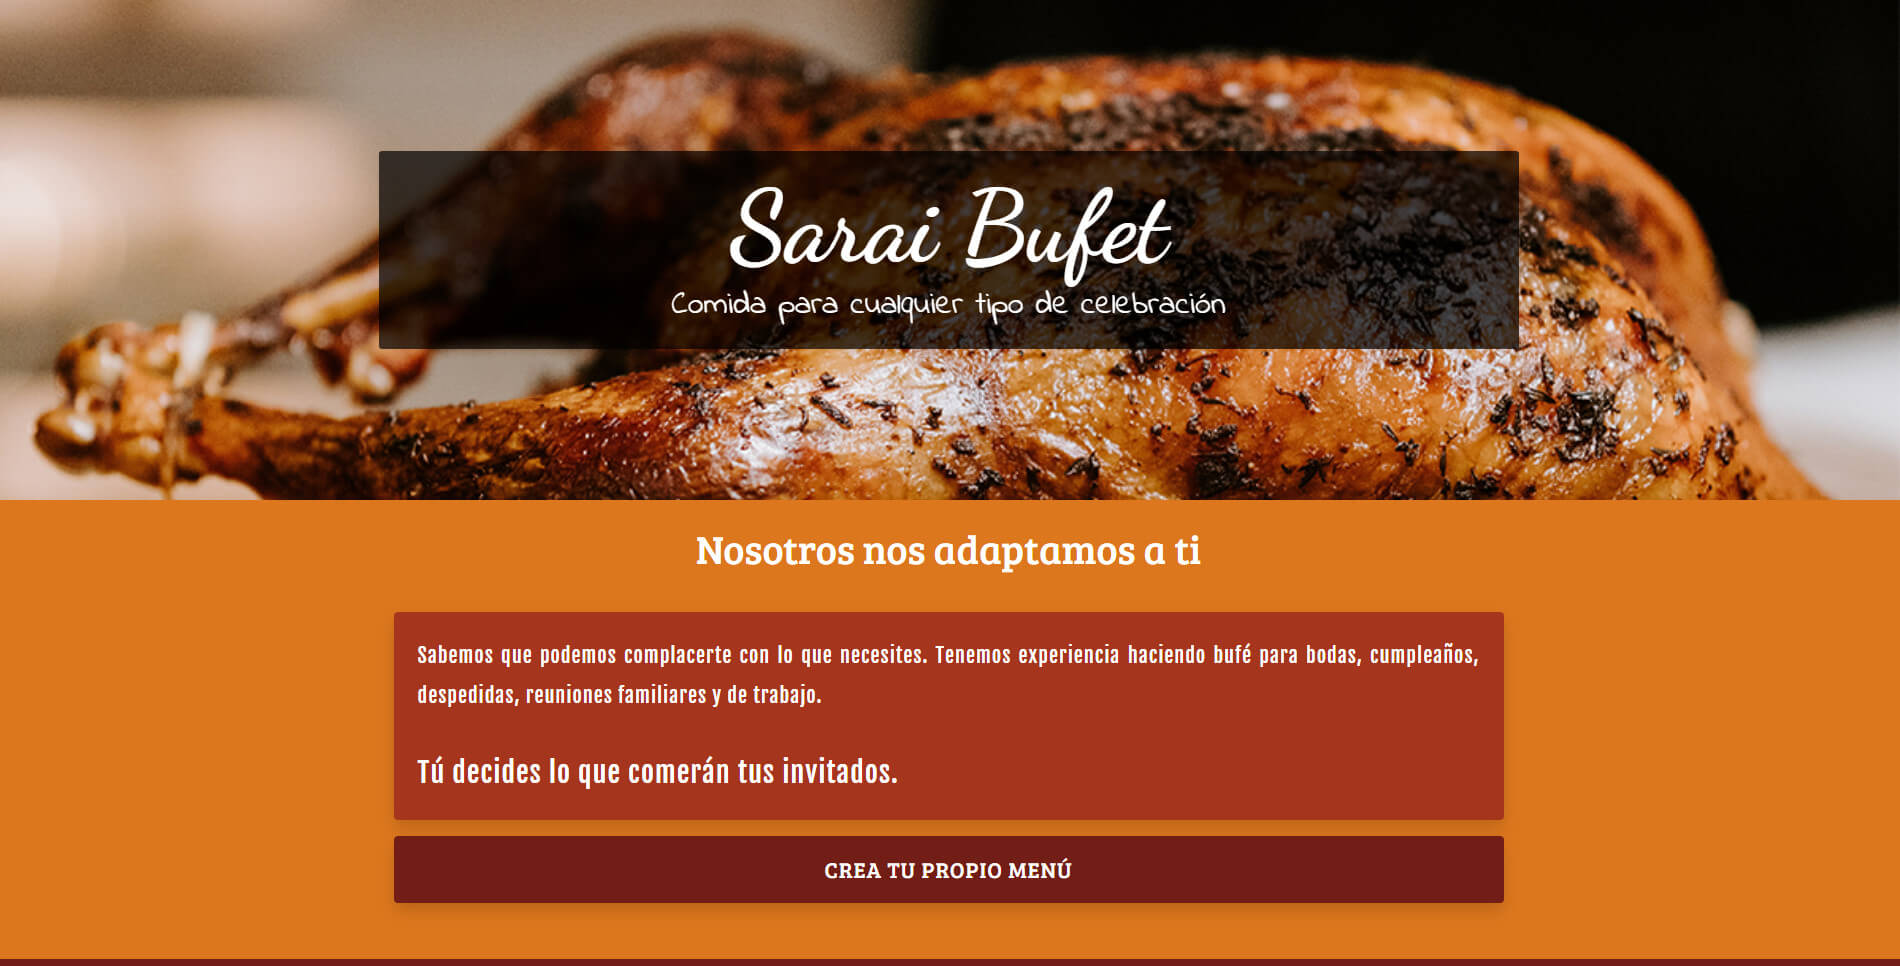 Sarai Bufet
Comida para cualquier tipo de celebración
Nosotros nos adaptamos a ti
Sabemos que podemos complacerte con lo que necesites. Tenemos experiencia haciendo bufé para bodas, cumpleaños,
despedidas, reuniones familiares y de trabajo.
Tú decides lo que comerán tus invitados.
CREA TU PROPIO MENÚ